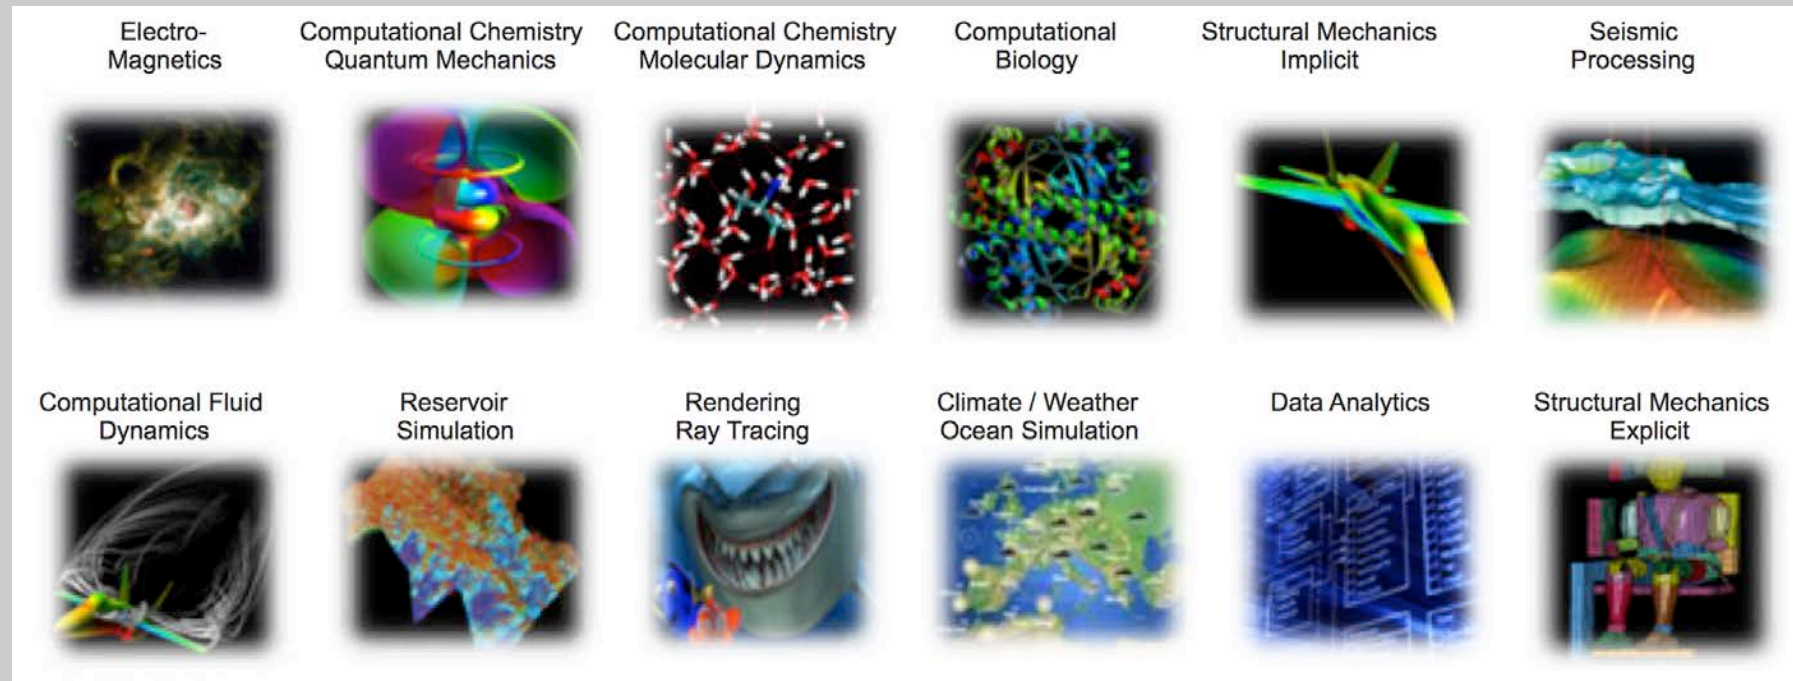 Electro-
Magnetics
Computational Chemistry
Quantum Mechanics
Computational Chemistry
Molecular Dynamics
Computational
Biology
Structural Mechanics
Implicit
Seismic
Processing
Computational Fluid
Dynamics
Reservoir
Simulation
Rendering
Ray Tracing
Climate / Weather
Ocean Simulation
Data Analytics
Structural Mechanics
Explicit